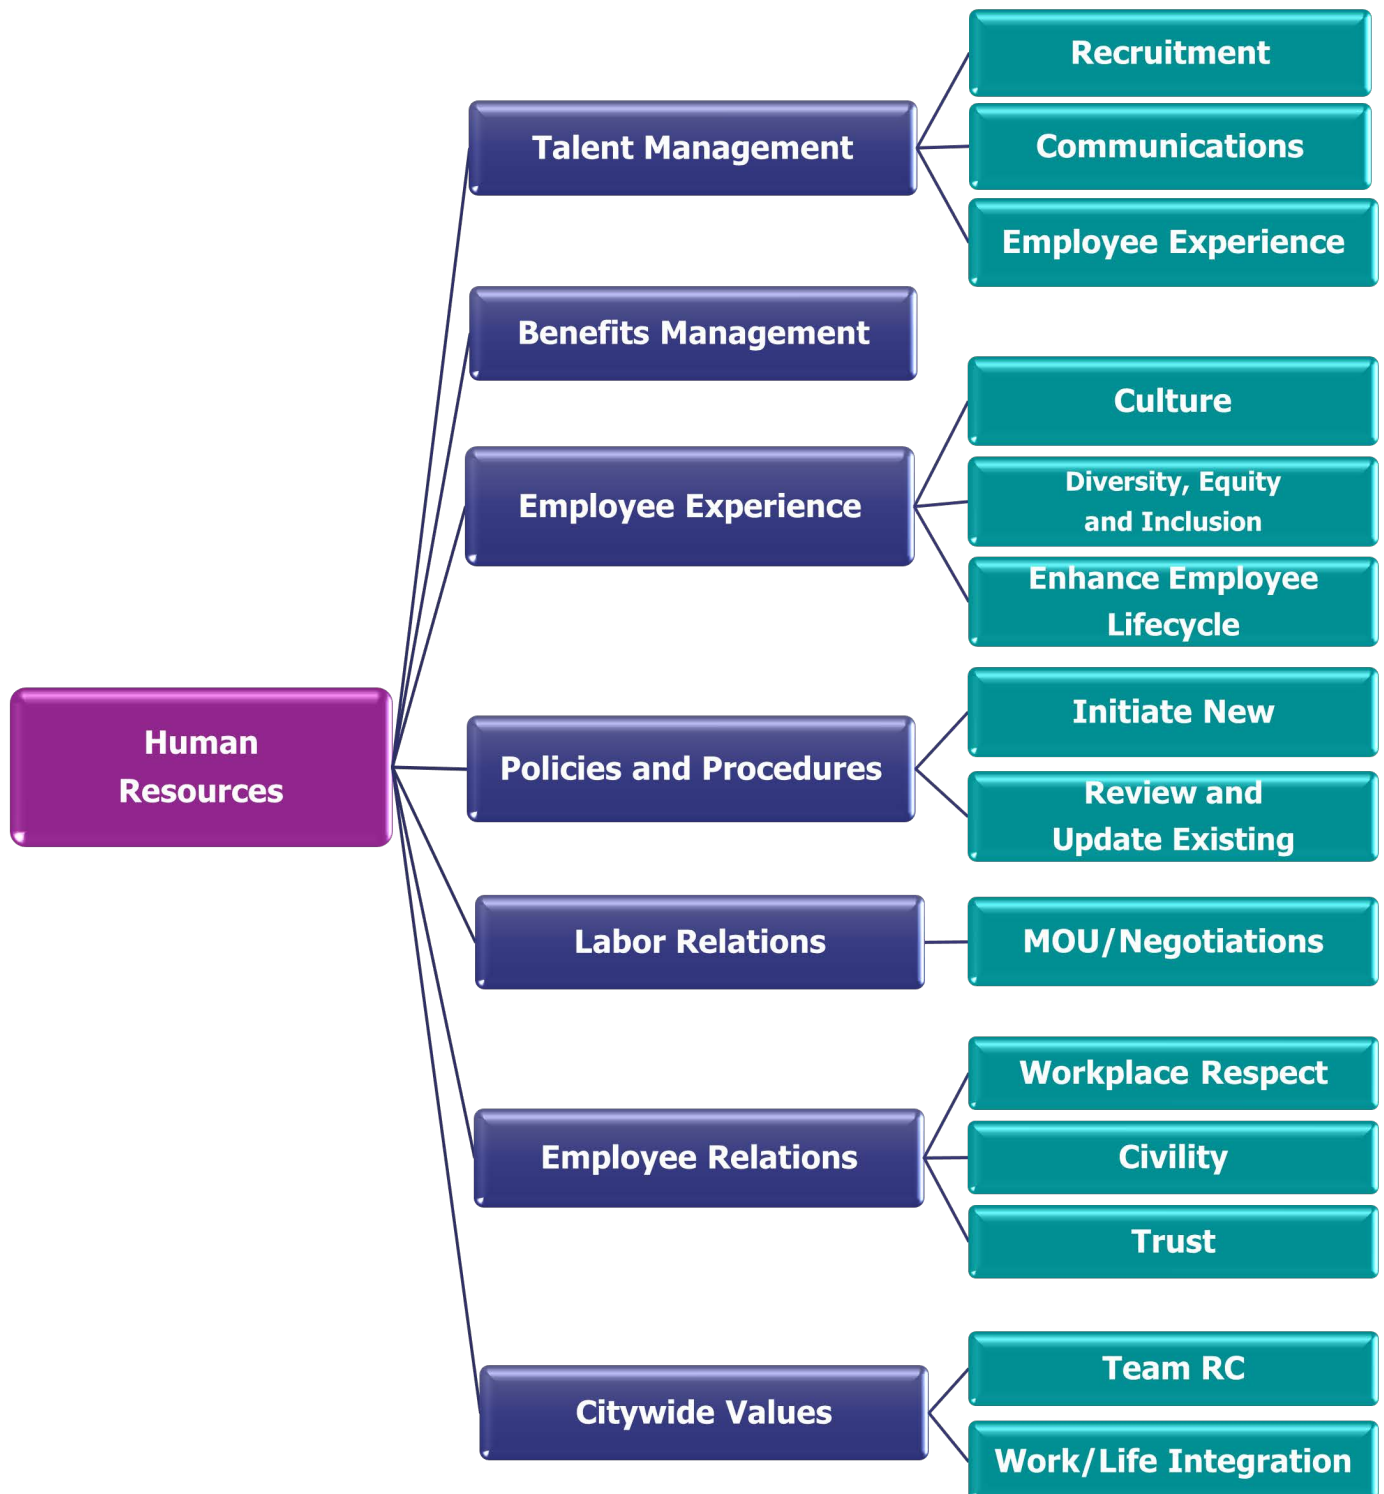 Human
Resources
Talent Management
Recruitment
Communications
Employee Experience
Benefits Management
Employee Experience
Culture
Diversity, Equity
and Inclusion
Enhance Employee
Lifecycle
Policies and Procedures
Initiate New
Review and
Update Existing
Labor Relations
MOU/Negotiations
Employee Relations
Workplace Respect
Civility
Trust
Citywide Values
Team RC
Work/Life Integration